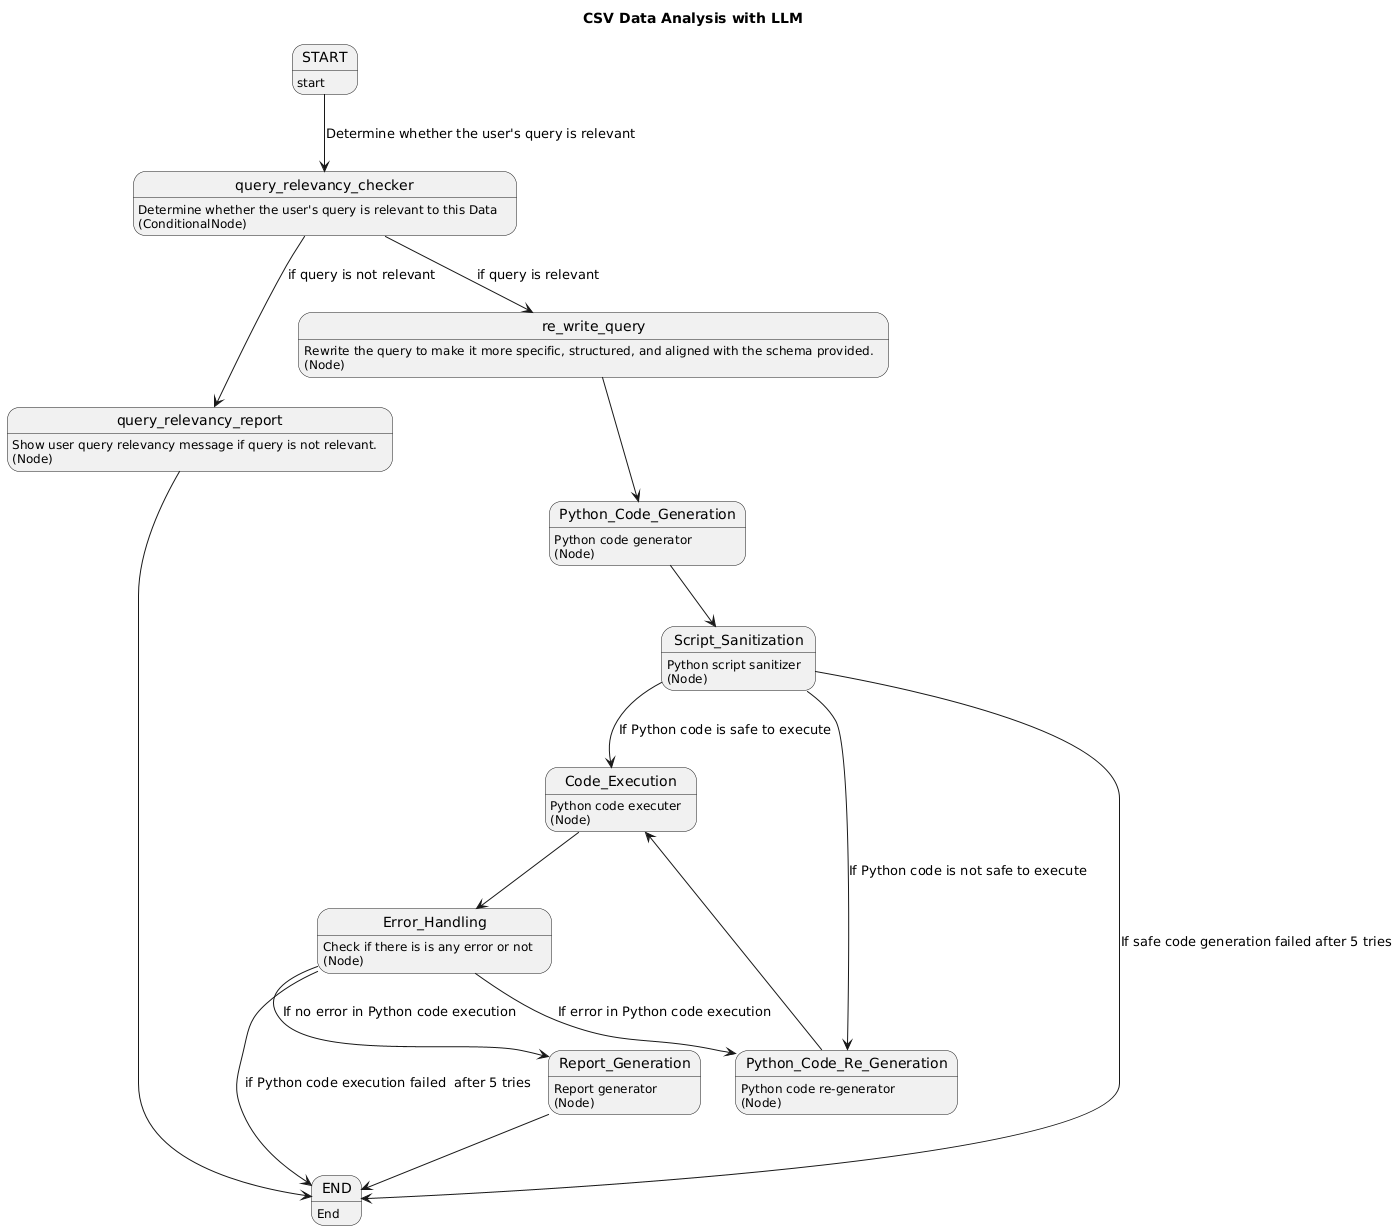 CSV Data Analysis with LLM
START
start
Determine whether the user's query is relevant
query_relevancy_checker
Determine whether the user's query is relevant to this Data
(ConditionalNode)
if query is not relevant
if query is relevant
re_write_query
Rewrite the query to make it more specific, structured, and aligned with the schema provided.
(Node)
query_relevancy_report
Show user query relevancy message if query is not relevant.
(Node)
Python_Code_Generation
Python code generator
(Node)
Script_Sanitization
Python script sanitizer
(Node)
If Python code is safe to execute
Code_Execution
Python code executer
(Node)
If Python code is not safe to execute
Error_Handling
Check if there is is any error or not
(Node)
If safe code generation failed after 5 tries
If no error in Python code execution
If error in Python code execution
Report_Generation
Report generator
(Node)
Python_Code_Re_Generation
Python code re-generator
(Node)
if Python code execution failed  after 5 tries
END
End